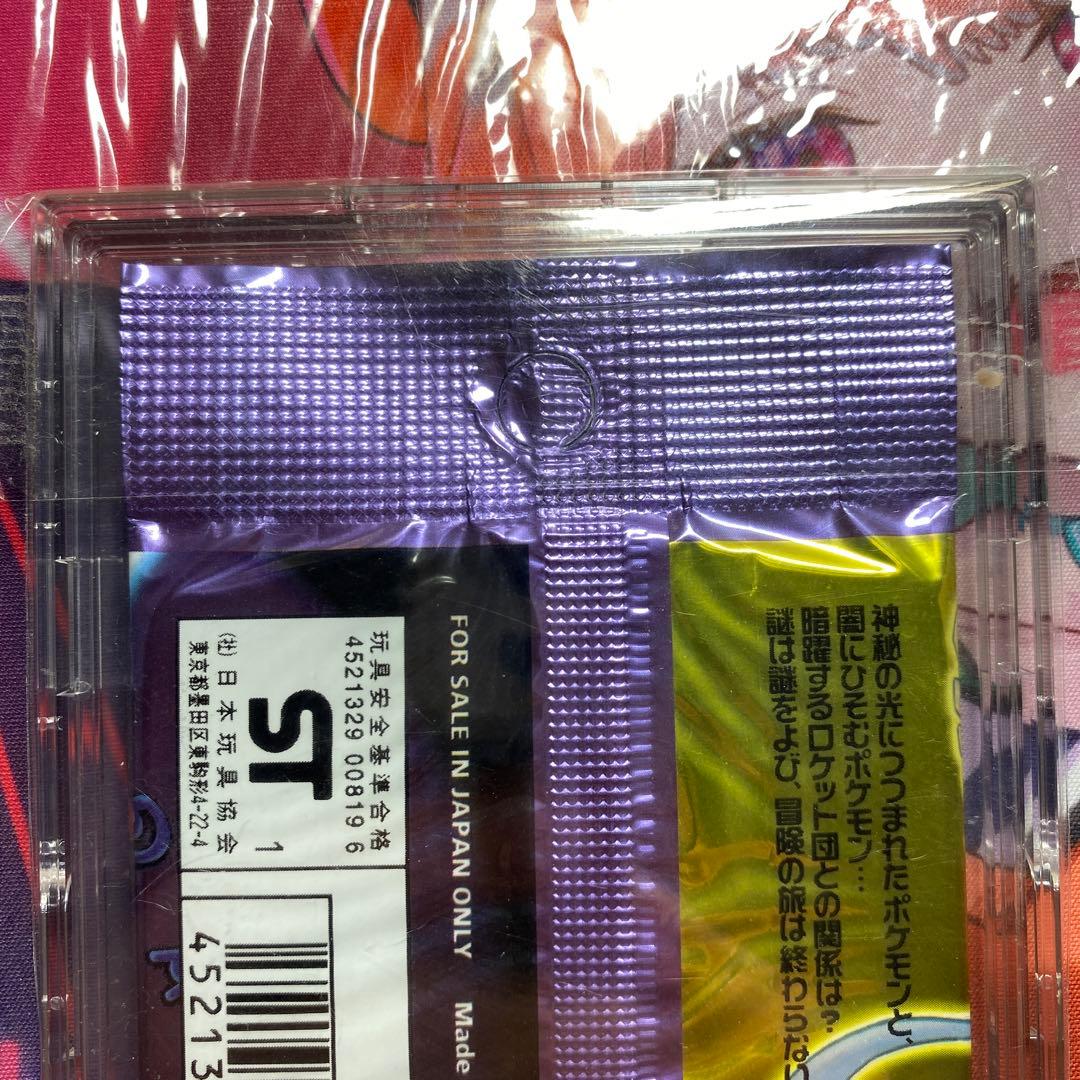 神秘の光につつまれたポケモンと、
闇にひそむポケモン…
暗躍するロケット団との関係は?
謎は謎をよび、冒険の旅は終わらない
FOR SALE IN JAPAN ONLY Made
玩具安全基準合格
4521329 00819 6
ST 1
(社)日本玩具協会
東京都墨田区東駒形4-22-4
45213